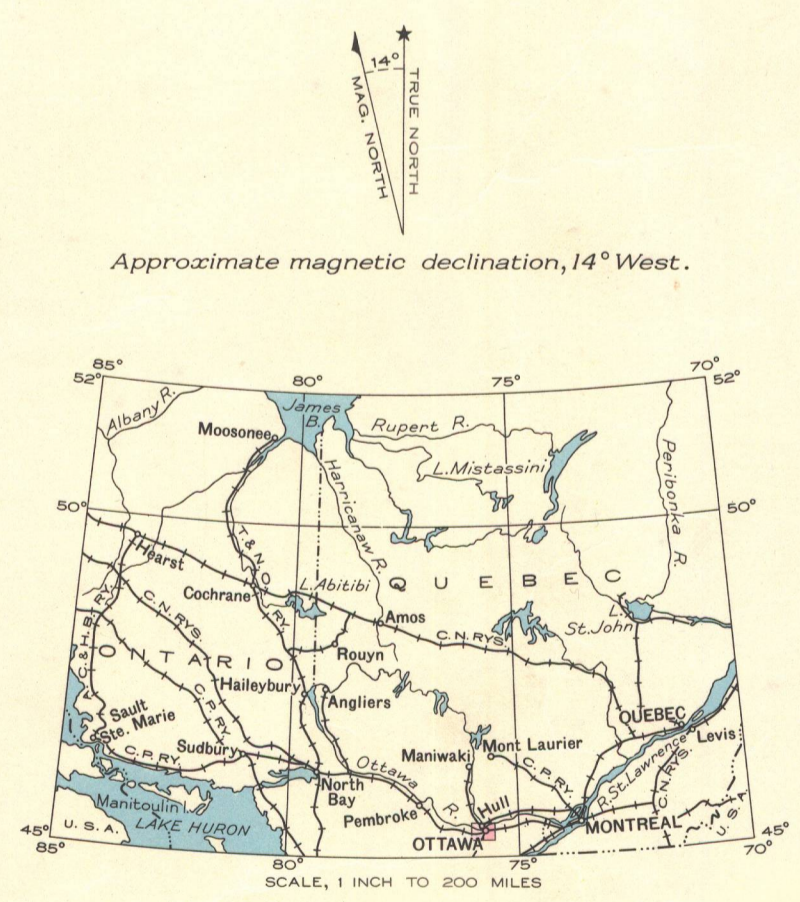 14°
MAG. NORTH
TRUE NORTH
Approximate magnetic declination, 14° West.
85°
80°
75°
70°
52°
52°
Albany R.
James
B.
Moosonee
Rupert R.
L. Mistassini
Peribonka R.
Harricanaw R.
50°
50°
T. & N. O. RY.
Hearst
L. Abitibi
QUEBEC
Cochrane
C. N. RYS.
Amos
C. N. RYS.
L.
St. John
A. C. & H. B. RY.
ONTARIO
Rouyn
Haileybury
Angliers
C. P. RY.
Sault
Ste. Marie
QUEBEC
Levis
Sudbury
C. P. RY.
Maniwaki
Mont Laurier
C. P. RY.
R. St. Lawrence
C. N. RYS.
Ottawa R.
North
Bay
Manitoulin I.
Pembroke
Hull
U. S. A.
LAKE HURON
OTTAWA
MONTREAL
U. S. A.
45°
45°
85°
80°
75°
70°
SCALE, 1 INCH TO 200 MILES